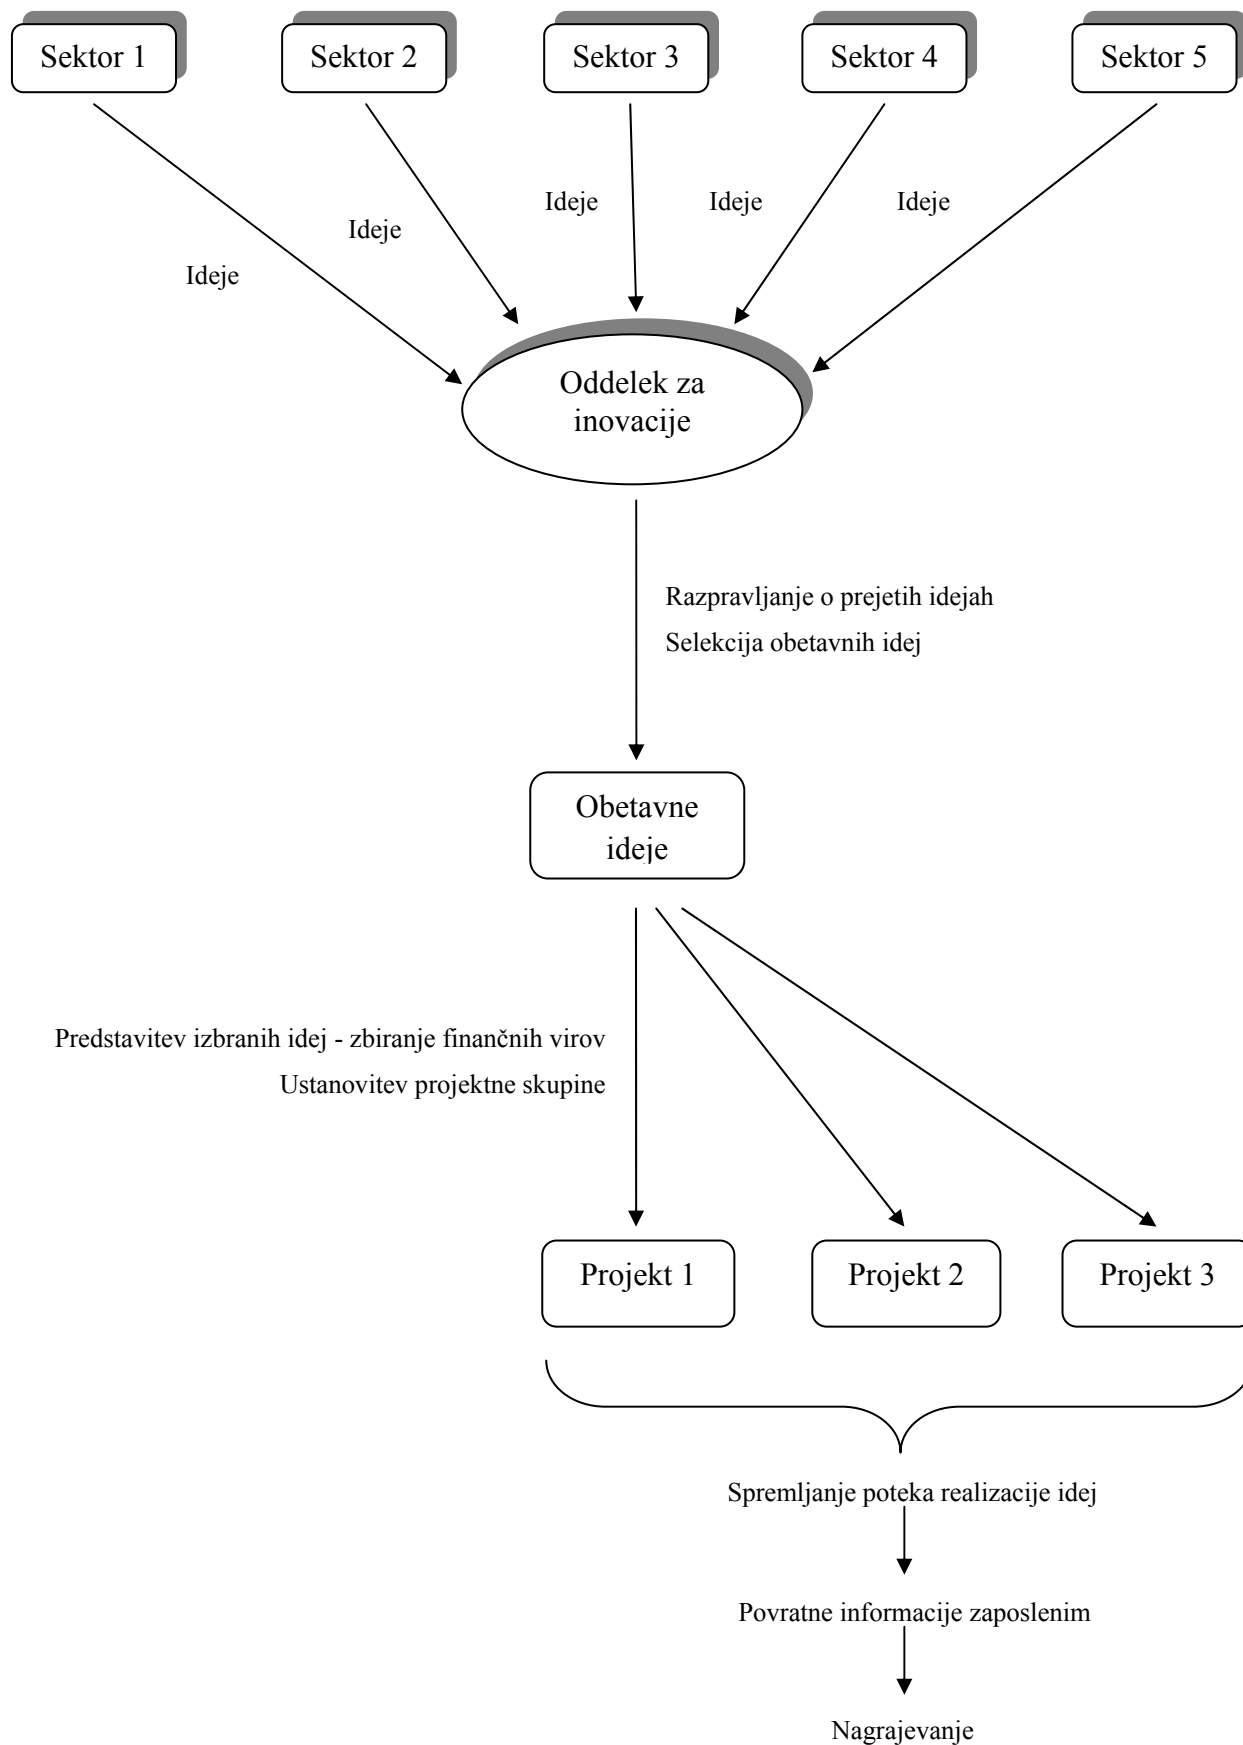 Sektor 1
Sektor 2
Sektor 3
Sektor 4
Sektor 5
Ideje
Ideje
Ideje
Ideje
Ideje
Oddelek za
inovacije
Razpravljanje o prejetih idejah
Selekcija obetavnih idej
Obetavne
ideje
Predstavitev izbranih idej - zbiranje finančnih virov
Ustanovitev projektne skupine
Projekt 1
Projekt 2
Projekt 3
Spremljanje poteka realizacije idej
Povratne informacije zaposlenim
Nagrajevanje